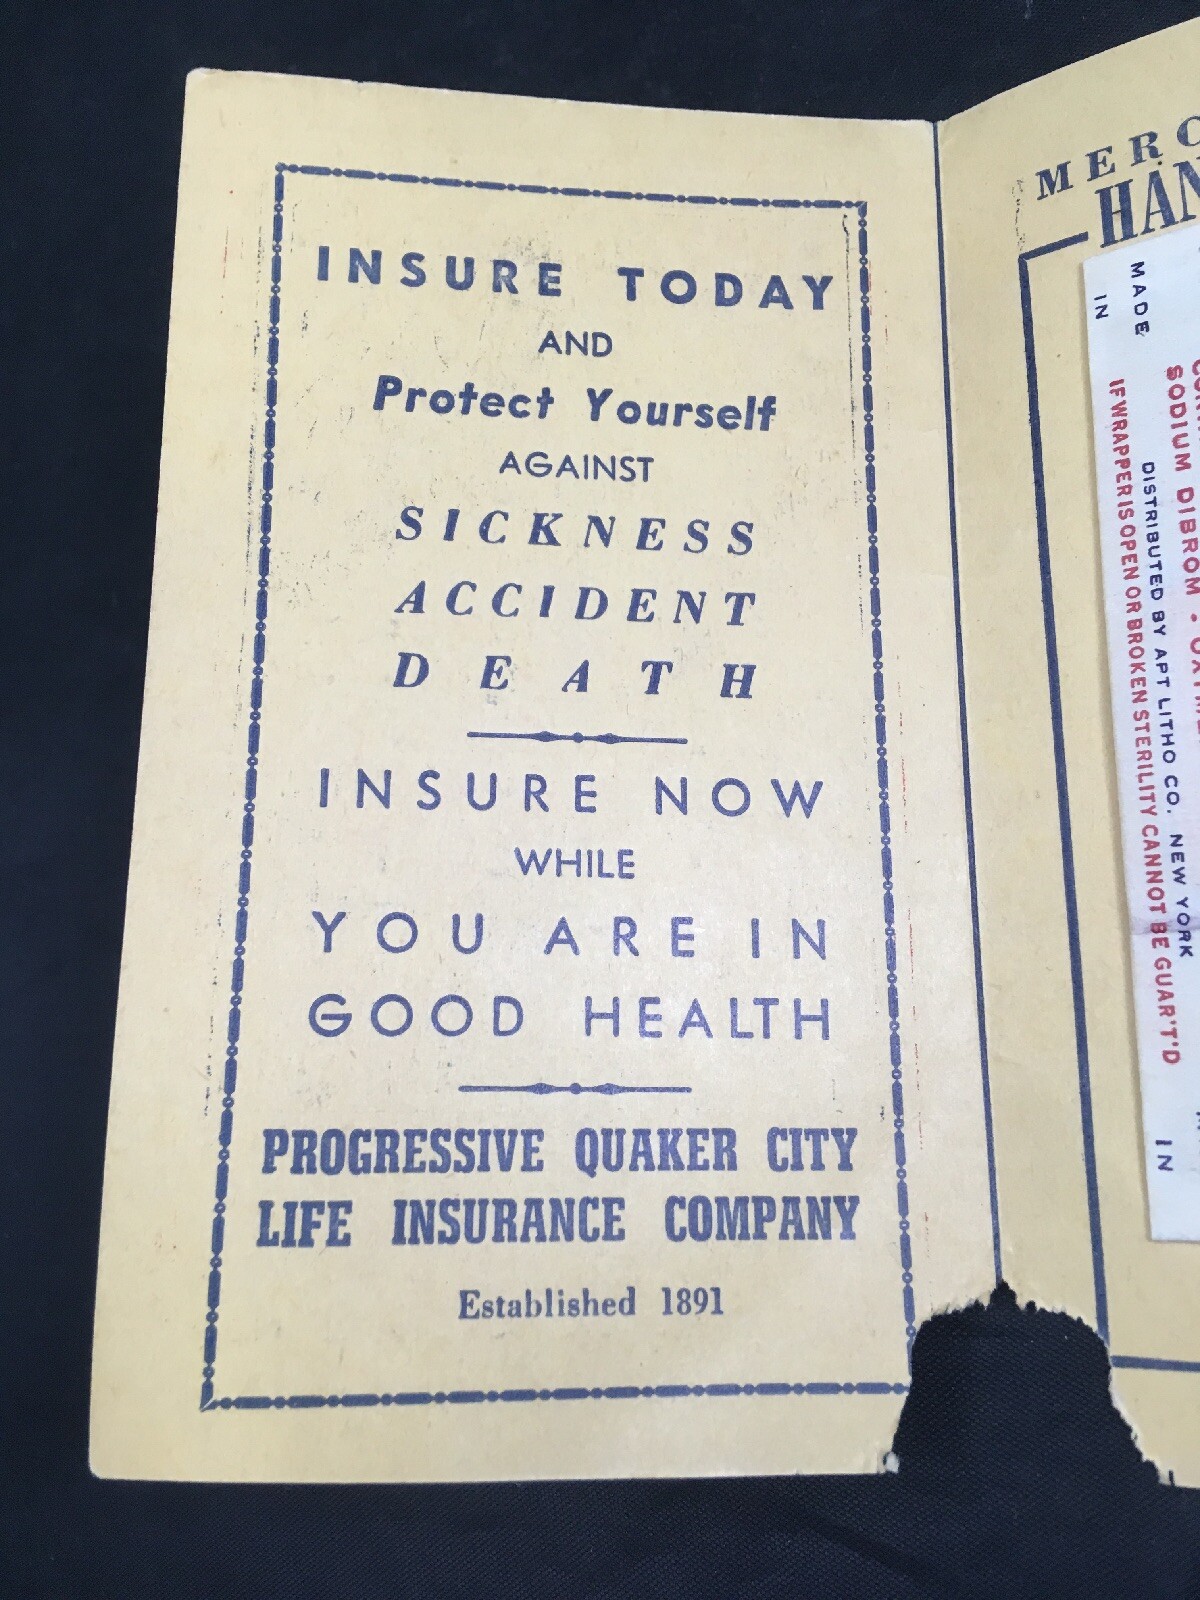 INSURE TODAY
AND
Protect Yourself
AGAINST
SICKNESS
ACCIDENT
DEATH
INSURE NOW
WHILE
YOU ARE IN
GOOD HEALTH
PROGRESSIVE QUAKER CITY
LIFE INSURANCE COMPANY
Established 1891
MERC
HAN
MADE
IN
SODIUM DIBROM - OXYME
DISTRIBUTED BY APT LITHO CO. NEW YORK
IF WRAPPER IS OPEN OR BROKEN STERILITY CANNOT BE GUAR'T'D
IN